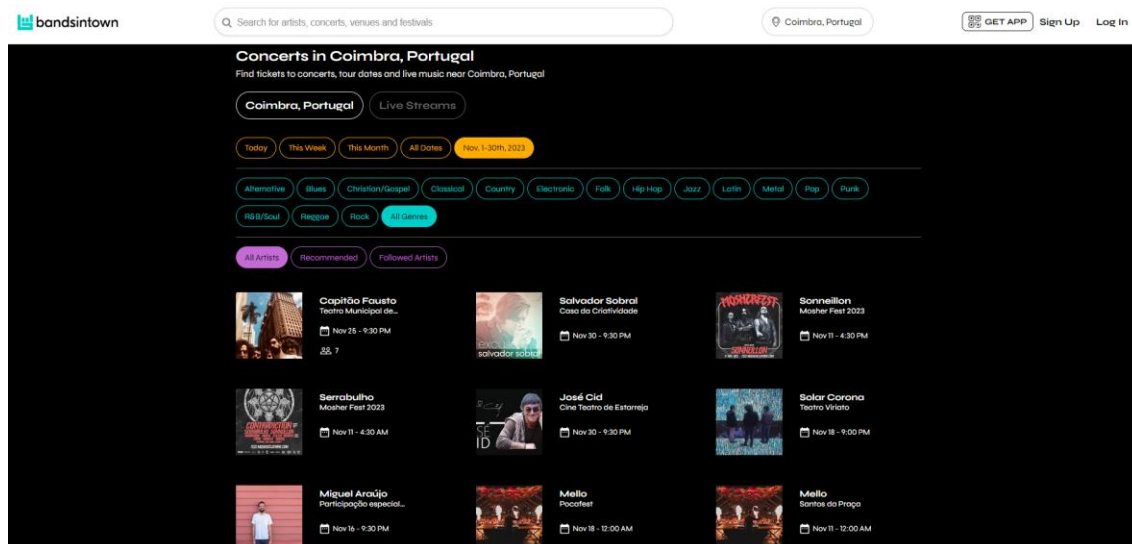 bandsintown
Search for artists, concerts, venues and festivals
Coimbra, Portugal
GET APP
Sign Up
Log In
Concerts in Coimbra, Portugal
Find tickets to concerts, tour dates and live music near Coimbra, Portugal
Coimbra, Portugal
Live Streams
Today
This Week
This Month
All Dates
Nov. 1-30th, 2023
Alternative
Blues
Christian/Gospel
Classical
Country
Electronic
Folk
Hip Hop
Jazz
Latin
Metal
Pop
Punk
R&B/Soul
Reggae
Rock
All Genres
All Artists
Recommended
Followed Artists
Capitão Fausto
Teatro Municipal de...
Nov 25 - 9:30 PM
7
salvador sobral
Salvador Sobral
Casa da Criatividade
Nov 30 - 9:30 PM
MOSHERFEST
SONNEILLON
Sonneillon
Mosher Fest 2023
Nov 11 - 4:30 PM
CONTRADICTION
Serrabulho
Mosher Fest 2023
Nov 11 - 4:30 AM
José Cid
Cine Teatro de Estarreja
Nov 30 - 9:30 PM
Solar Corona
Teatro Viriato
Nov 18 - 9:00 PM
Miguel Araújo
Participação especial...
Nov 16 - 9:30 PM
Mello
Pocafest
Nov 18 - 12:00 AM
Mello
Santos da Praça
Nov 11 - 12:00 AM